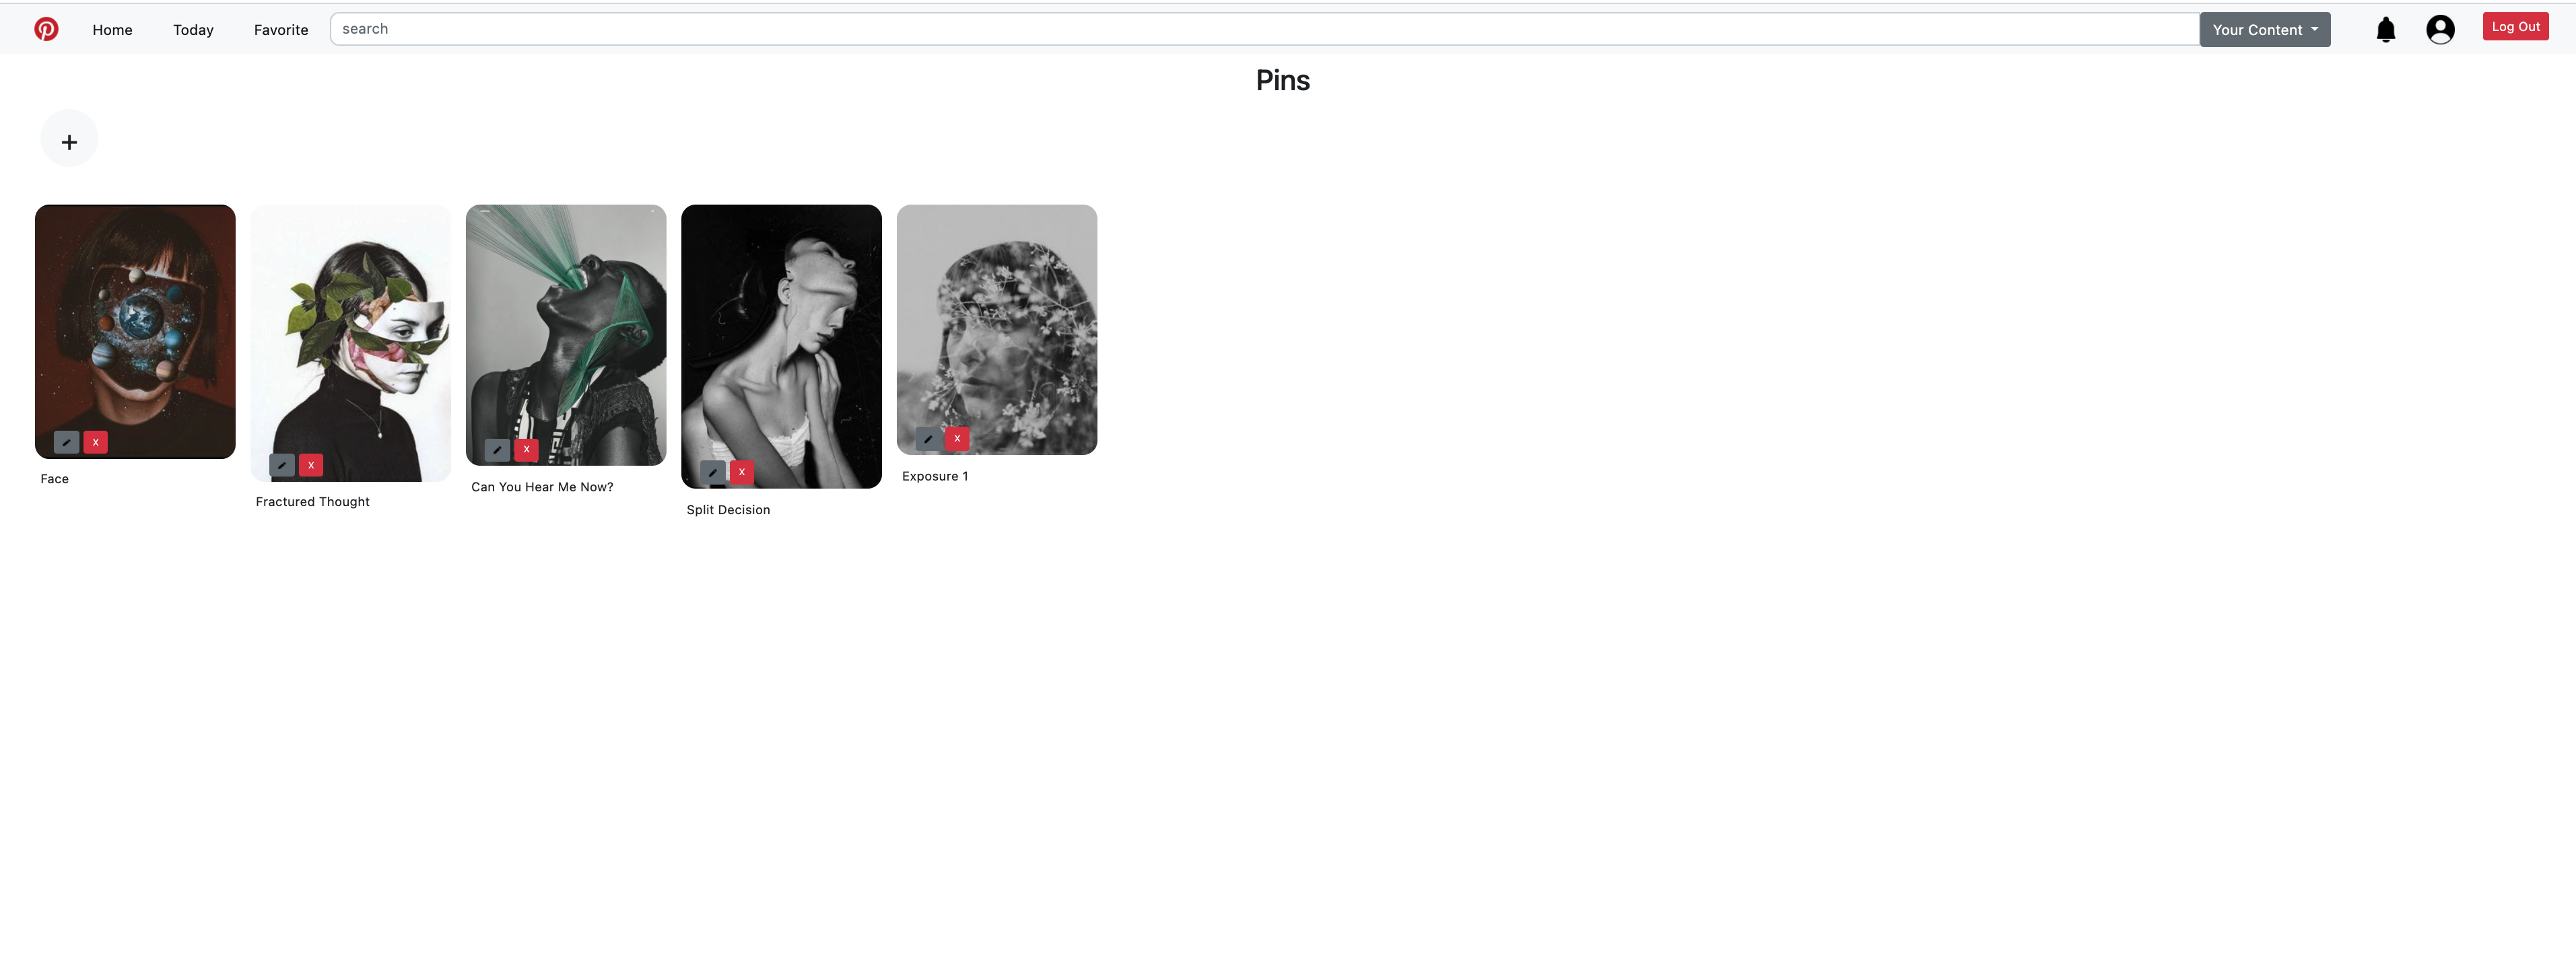 Home Today Favorite search Your Content Log Out
Pins
+
x
x
x
x
x
Face
Fractured Thought
Can You Hear Me Now?
Split Decision
Exposure 1